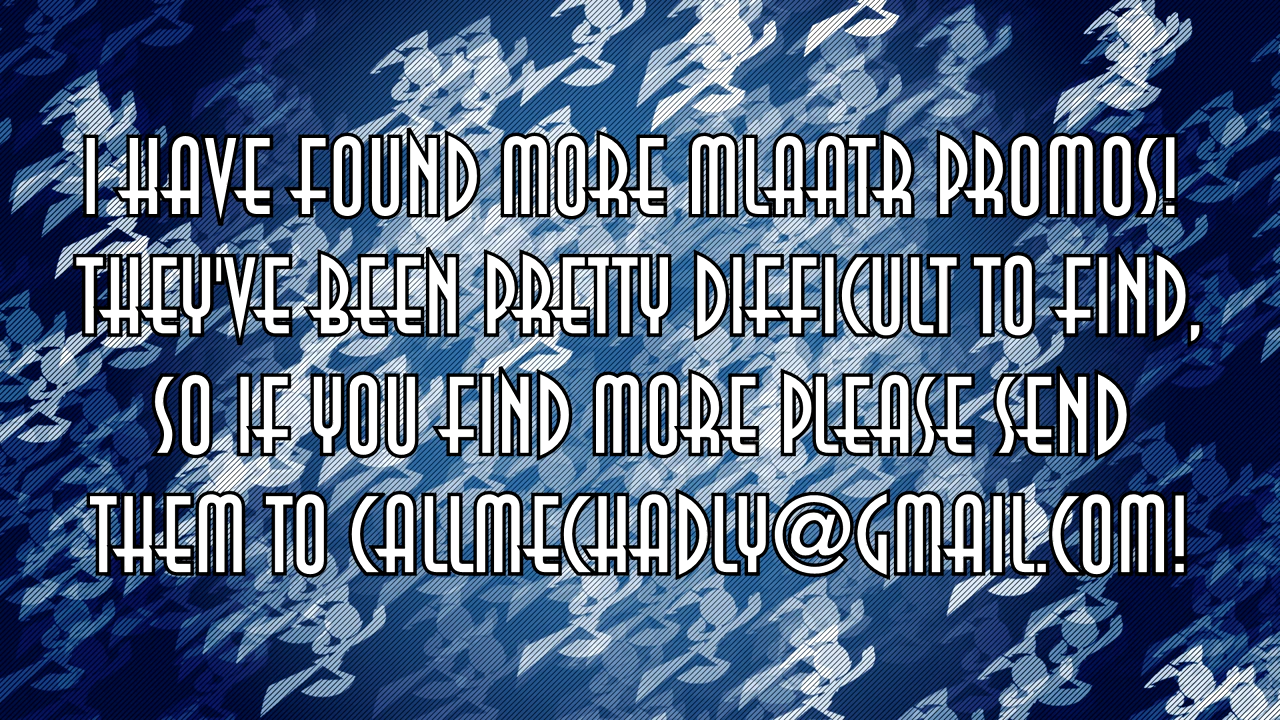 I HAVE FOUND MORE MLAATR PROMOS!
THEY'VE BEEN PRETTY DIFFICULT TO FIND,
SO IF YOU FIND MORE PLEASE SEND
THEM TO CALLMECHADLY@GMAIL.COM!